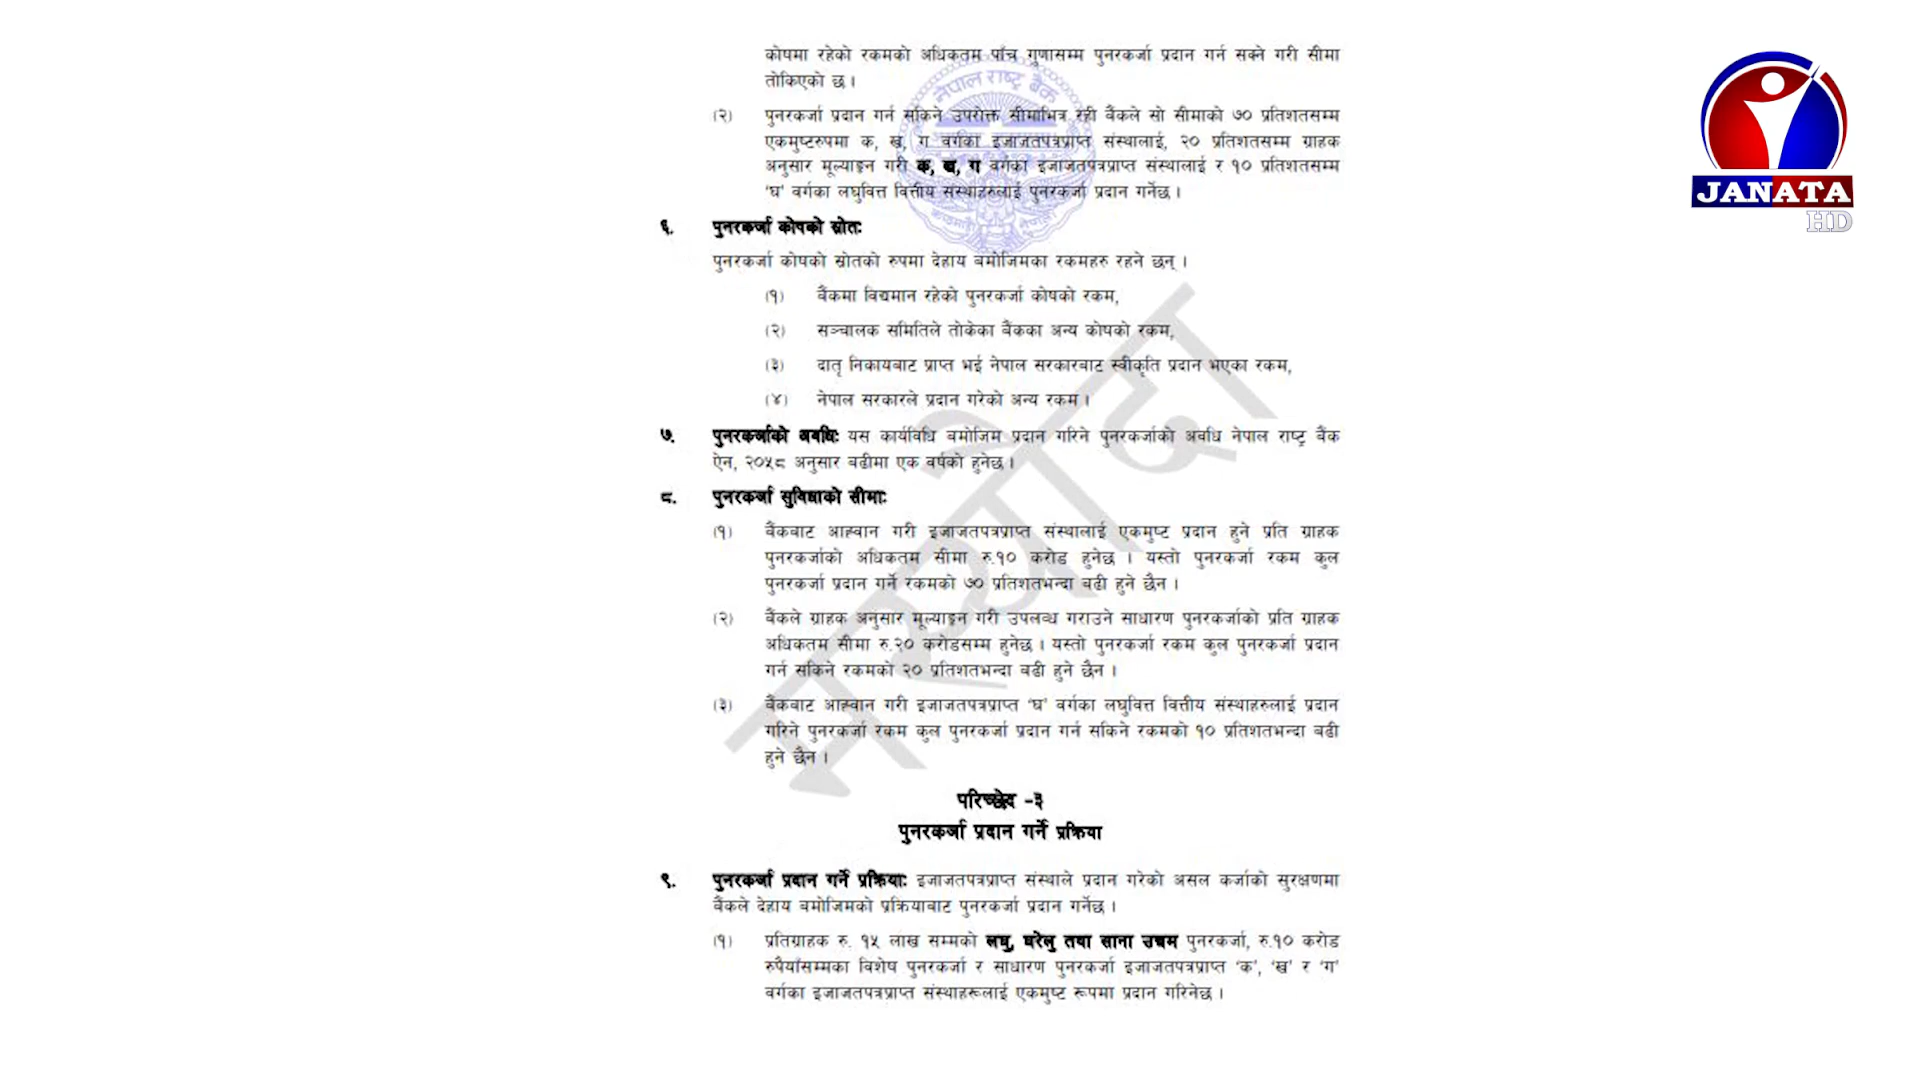 कोषमा रहेको रकमको अधिकतम पाँच गुणासम्म पुनरकर्जा प्रदान गर्न सक्ने गरी सीमा
तोकिएको छ ।
(२) पुनरकर्जा प्रदान गर्न सकिने उपरोक्त सीमाभित्र रही बैंकले सो सीमाको ७० प्रतिशतसम्म
एकमुष्टरुपमा क, ख, ग वर्गका इजाजतपत्रप्राप्त संस्थालाई, २० प्रतिशतसम्म ग्राहक
अनुसार मूल्याङ्कन गरी क, ख, ग वर्गका इजाजतपत्रप्राप्त संस्थालाई र १० प्रतिशतसम्म
‘घ’ वर्गका लघुवित्त वित्तीय संस्थाहरुलाई पुनरकर्जा प्रदान गर्नेछ ।
६. पुनरकर्जा कोषको स्रोतः
पुनरकर्जा कोषको स्रोतको रुपमा देहाय बमोजिमका रकमहरु रहने छन् ।
(१) बैंकमा विद्यमान रहेको पुनरकर्जा कोषको रकम,
(२) सञ्चालक समितिले तोकेका बैंकका अन्य कोषको रकम,
(३) दातृ निकायबाट प्राप्त भई नेपाल सरकारबाट स्वीकृति प्रदान भएका रकम,
(४) नेपाल सरकारले प्रदान गरेको अन्य रकम ।
७. पुनरकर्जाको अवधिः यस कार्यविधि बमोजिम प्रदान गरिने पुनरकर्जाको अवधि नेपाल राष्ट्र बैंक
ऐन, २०५८ अनुसार बढीमा एक वर्षको हुनेछ ।
८. पुनरकर्जा सुविधाको सीमाः
(१) बैंकबाट आह्वान गरी इजाजतपत्रप्राप्त संस्थालाई एकमुष्ट प्रदान हुने प्रति ग्राहक
पुनरकर्जाको अधिकतम सीमा रु.१० करोड हुनेछ । यस्तो पुनरकर्जा रकम कुल
पुनरकर्जा प्रदान गर्ने रकमको ७० प्रतिशतभन्दा बढी हुने छैन ।
(२) बैंकले ग्राहक अनुसार मूल्याङ्कन गरी उपलब्ध गराउने साधारण पुनरकर्जाको प्रति ग्राहक
अधिकतम सीमा रु.२० करोडसम्म हुनेछ । यस्तो पुनरकर्जा रकम कुल पुनरकर्जा प्रदान
गर्न सकिने रकमको २० प्रतिशतभन्दा बढी हुने छैन ।
(३) बैंकबाट आह्वान गरी इजाजतपत्रप्राप्त ‘घ’ वर्गका लघुवित्त वित्तीय संस्थाहरुलाई प्रदान
गरिने पुनरकर्जा रकम कुल पुनरकर्जा प्रदान गर्न सकिने रकमको १० प्रतिशतभन्दा बढी
हुने छैन ।
परिच्छेद -३
पुनरकर्जा प्रदान गर्ने प्रक्रिया
९. पुनरकर्जा प्रदान गर्ने प्रक्रियाः इजाजतपत्रप्राप्त संस्थाले प्रदान गरेको असल कर्जाको सुरक्षणमा
बैंकले देहाय बमोजिमको प्रक्रियाबाट पुनरकर्जा प्रदान गर्नेछ ।
(१) प्रतिग्राहक रु. १५ लाख सम्मको लघु, घरेलु तथा साना उद्यम पुनरकर्जा, रु.१० करोड
रुपैयाँसम्मका विशेष पुनरकर्जा र साधारण पुनरकर्जा इजाजतपत्रप्राप्त ‘क’, ‘ख’ र ‘ग’
वर्गका इजाजतपत्रप्राप्त संस्थाहरूलाई एकमुष्ट रूपमा प्रदान गरिनेछ ।
नेपाल राष्ट्र बैंक
मस्यौदा
JANATA
HD